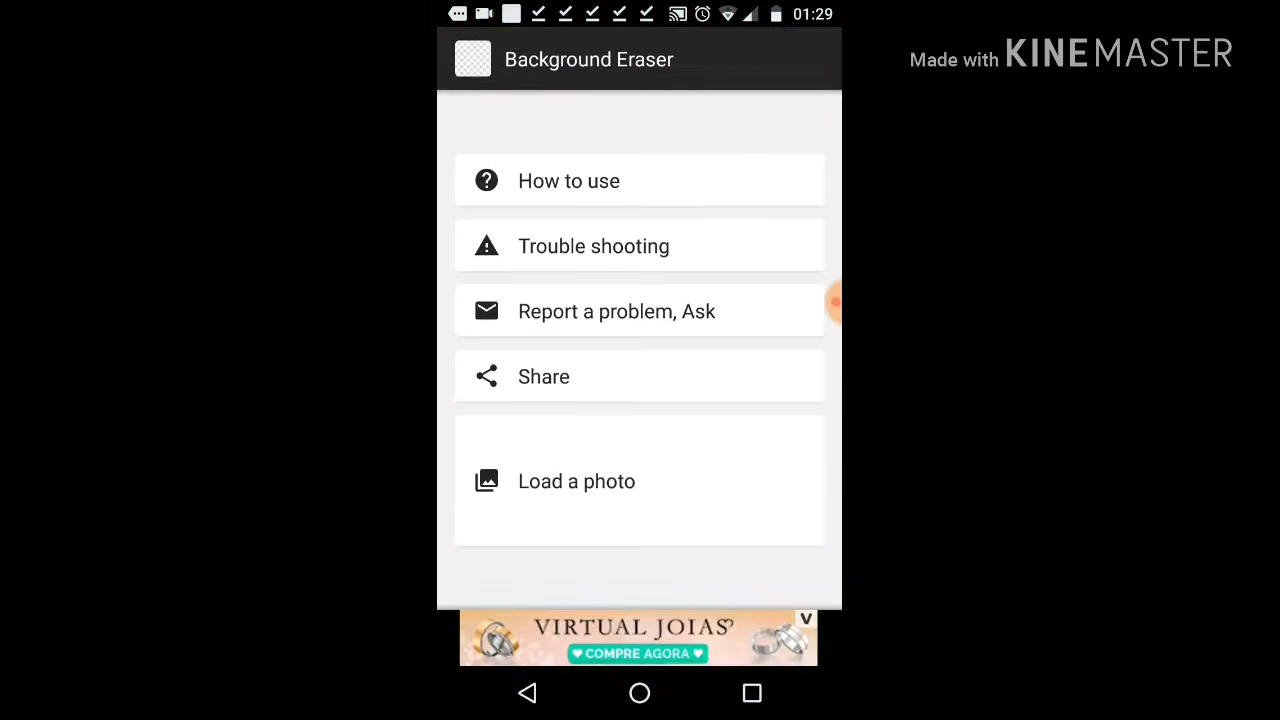 01:29
Background Eraser
Made with KINEMASTER
How to use
Trouble shooting
Report a problem, Ask
Share
Load a photo
VIRTUAL JOIAS
V
COMPRE AGORA